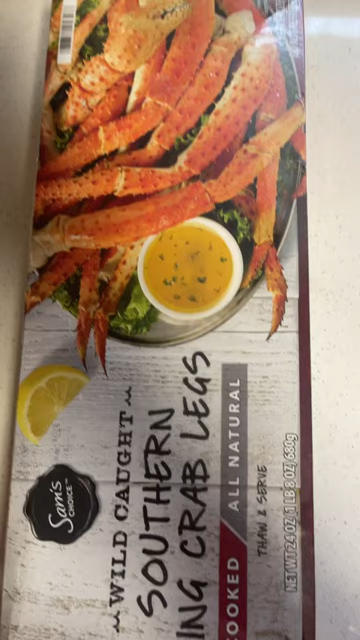 Sam's
CHOICE™
WILD CAUGHT
SOUTHERN
ING CRAB LEGS
OOKED / ALL NATURAL
THAW & SERVE
NET WT 24 OZ (1 LB 8 OZ) 680g